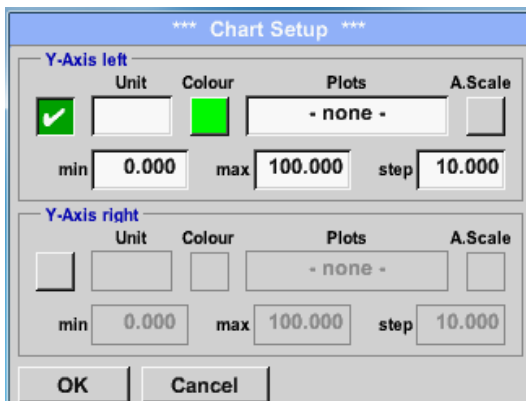 *** Chart Setup ***
Y-Axis left
Unit Colour Plots A.Scale
- none -
min 0.000 max 100.000 step 10.000
Y-Axis right
Unit Colour Plots A.Scale
- none -
min 0.000 max 100.000 step 10.000
OK Cancel